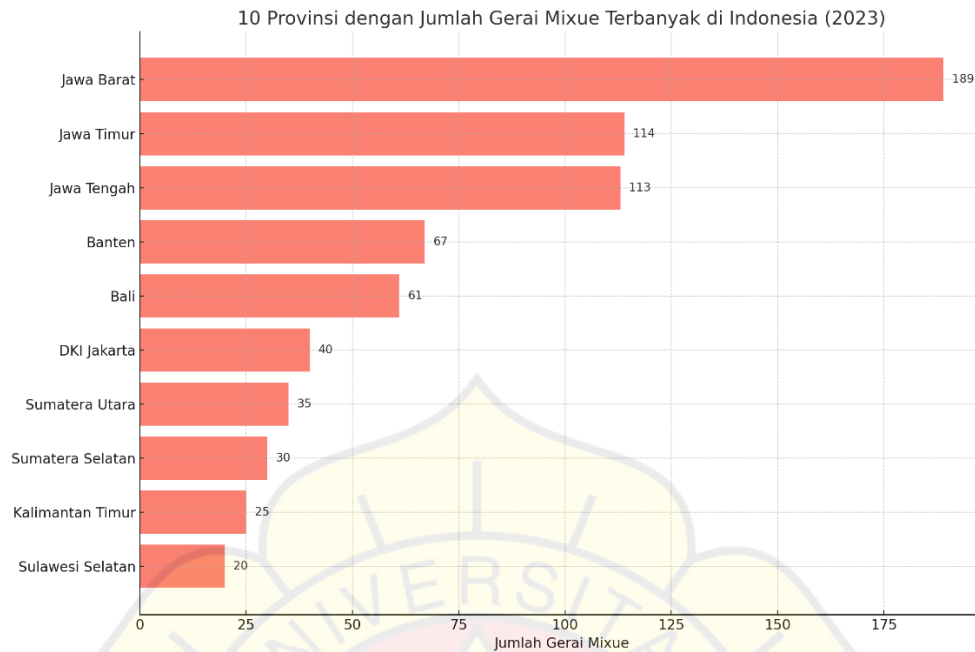 10 Provinsi dengan Jumlah Gerai Mixue Terbanyak di Indonesia (2023)
Jawa Barat 189
Jawa Timur 114
Jawa Tengah 113
Banten 67
Bali 61
DKI Jakarta 40
Sumatera Utara 35
Sumatera Selatan 30
Kalimantan Timur 25
Sulawesi Selatan 20
0 25 50 75 100 125 150 175
Jumlah Gerai Mixue